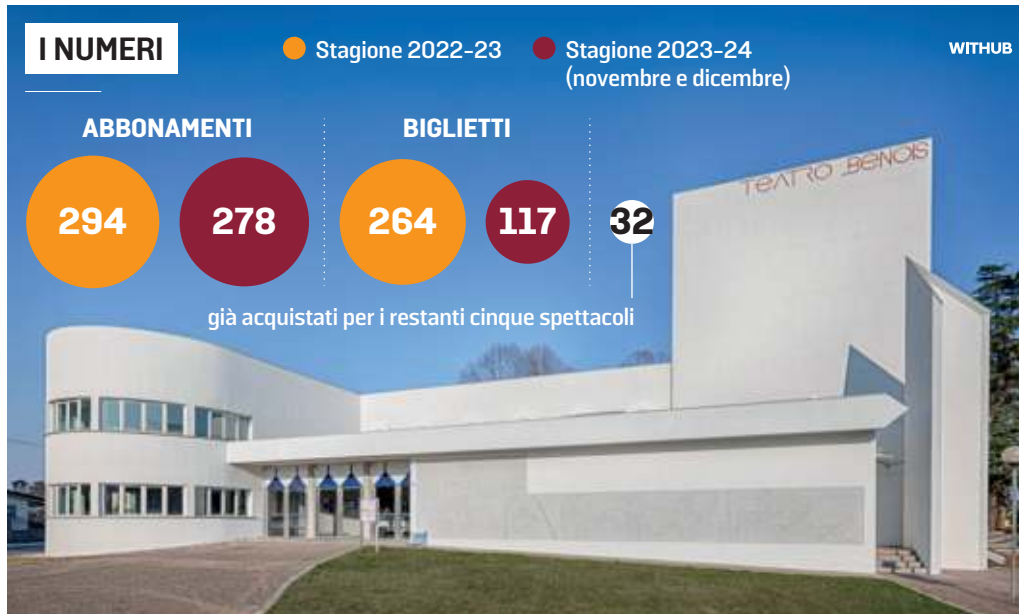 I NUMERI
Stagione 2022-23
Stagione 2023-24
(novembre e dicembre)
WITHUB
ABBONAMENTI
BIGLIETTI
294
278
264
117
32
già acquistati per i restanti cinque spettacoli
TEATRO BENOIS